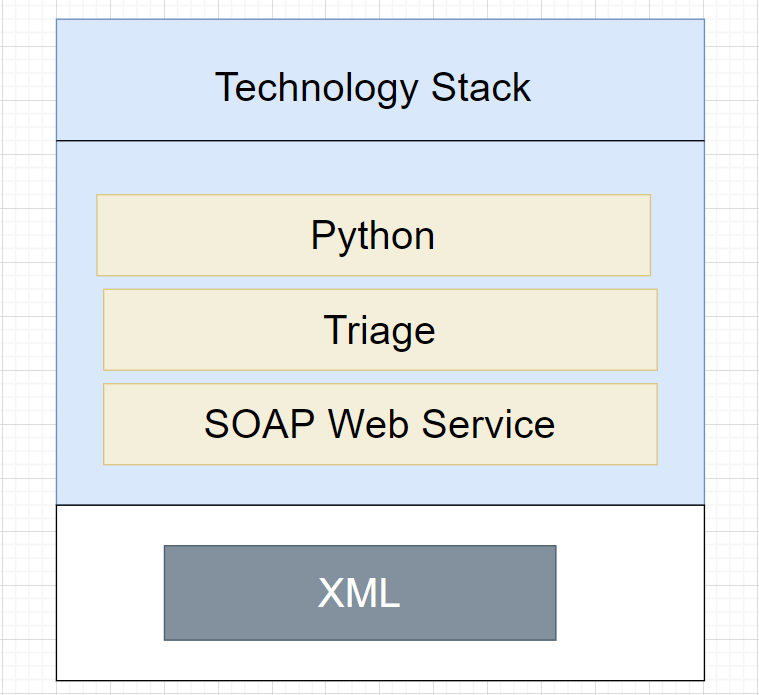 Technology Stack
Python
Triage
SOAP Web Service
XML